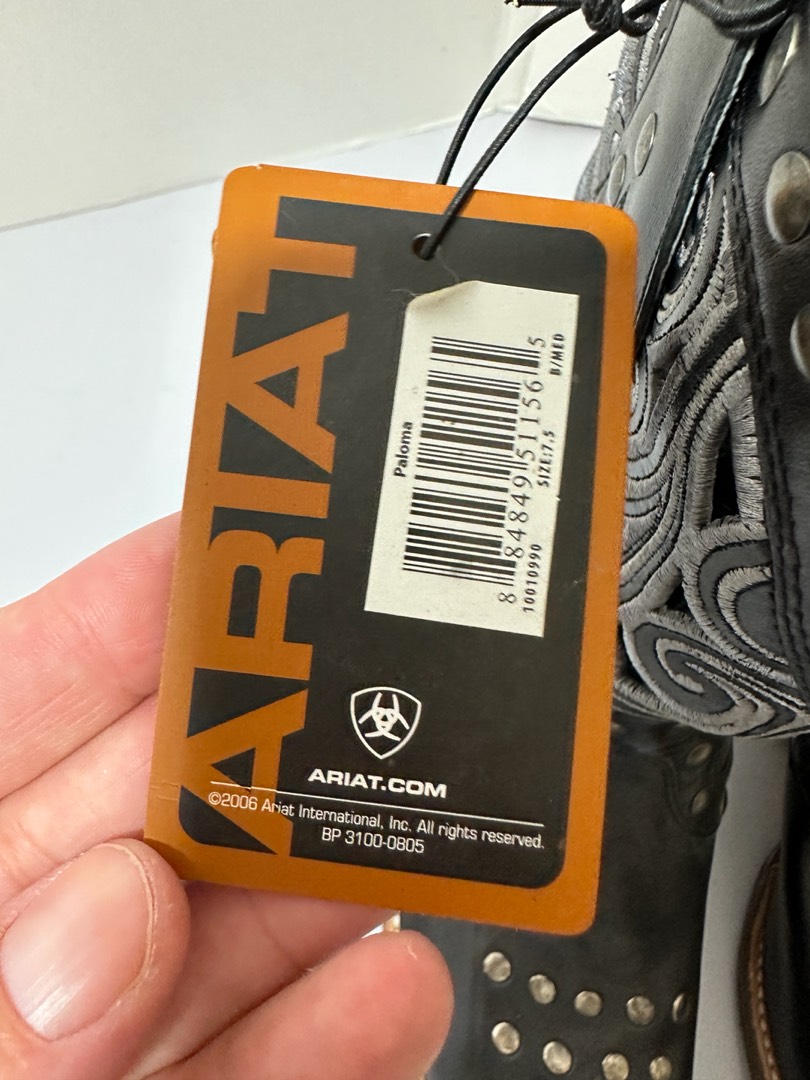 ARIAT
Paloma
8 84849 51156 5
10010990 SIZE:7.5 B/MED
ARIAT.COM
©2006 Ariat International, Inc. All rights reserved.
BP 3100-0805